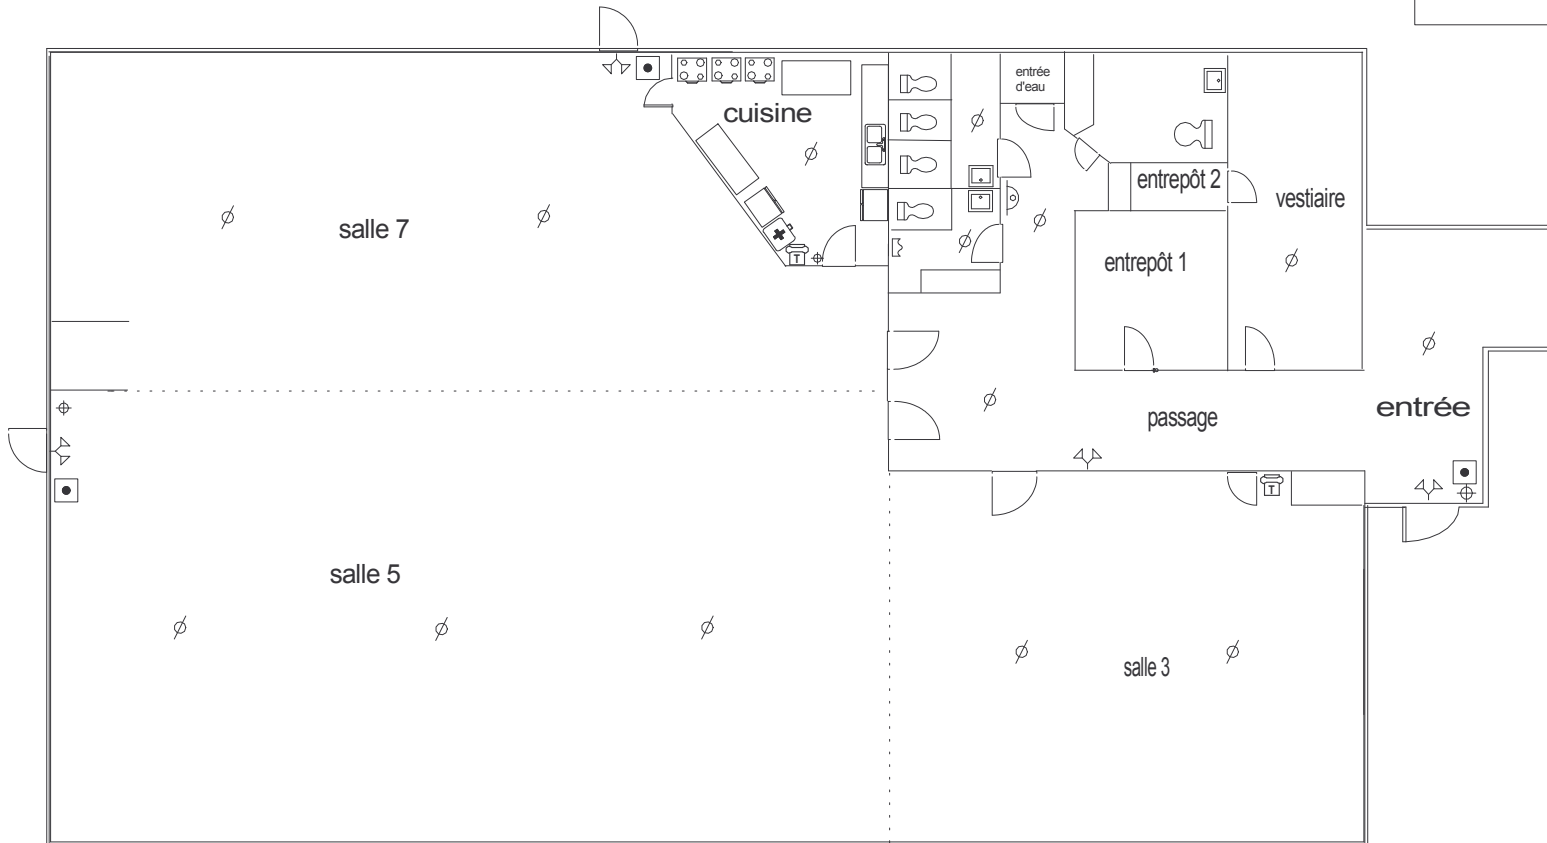 entrée
d'eau
cuisine
entrepôt 2
vestiaire
salle 7
entrepôt 1
T
entrée
passage
T
salle 5
salle 3